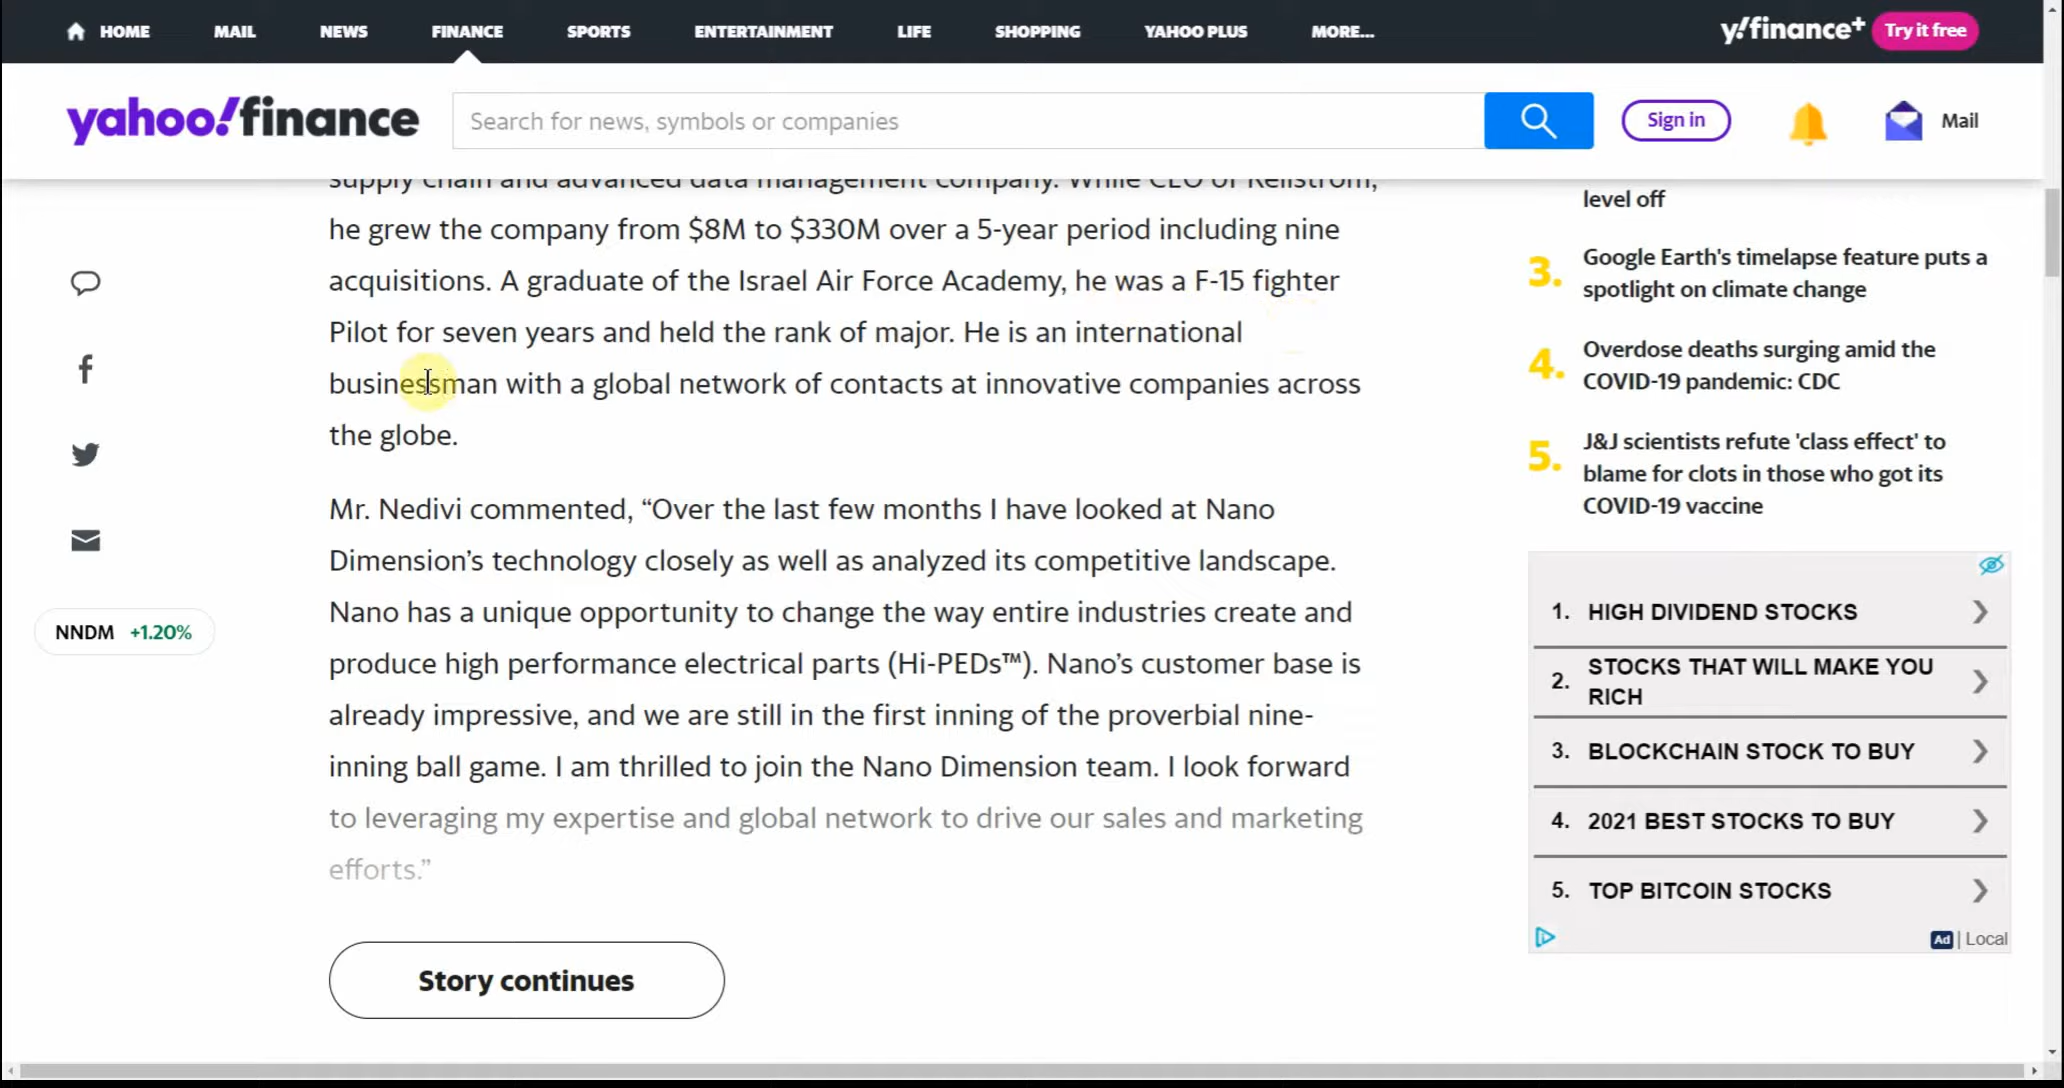 HOME MAIL NEWS FINANCE SPORTS ENTERTAINMENT LIFE SHOPPING YAHOO PLUS MORE... y!finance+ Try it free
yahoo!finance Search for news, symbols or companies Sign in Mail
supply chain and advanced data management company. While CEO of Kellstrom,
he grew the company from $8M to $330M over a 5-year period including nine
acquisitions. A graduate of the Israel Air Force Academy, he was a F-15 fighter
Pilot for seven years and held the rank of major. He is an international
businessman with a global network of contacts at innovative companies across
the globe.
Mr. Nedivi commented, “Over the last few months I have looked at Nano
Dimension’s technology closely as well as analyzed its competitive landscape.
Nano has a unique opportunity to change the way entire industries create and
produce high performance electrical parts (Hi-PEDs™). Nano’s customer base is
already impressive, and we are still in the first inning of the proverbial nine-
inning ball game. I am thrilled to join the Nano Dimension team. I look forward
to leveraging my expertise and global network to drive our sales and marketing
efforts.”
Story continues
NNDM +1.20%
level off
3. Google Earth's timelapse feature puts a
spotlight on climate change
4. Overdose deaths surging amid the
COVID-19 pandemic: CDC
5. J&J scientists refute 'class effect' to
blame for clots in those who got its
COVID-19 vaccine
1. HIGH DIVIDEND STOCKS
2. STOCKS THAT WILL MAKE YOU
RICH
3. BLOCKCHAIN STOCK TO BUY
4. 2021 BEST STOCKS TO BUY
5. TOP BITCOIN STOCKS
Ad | Local